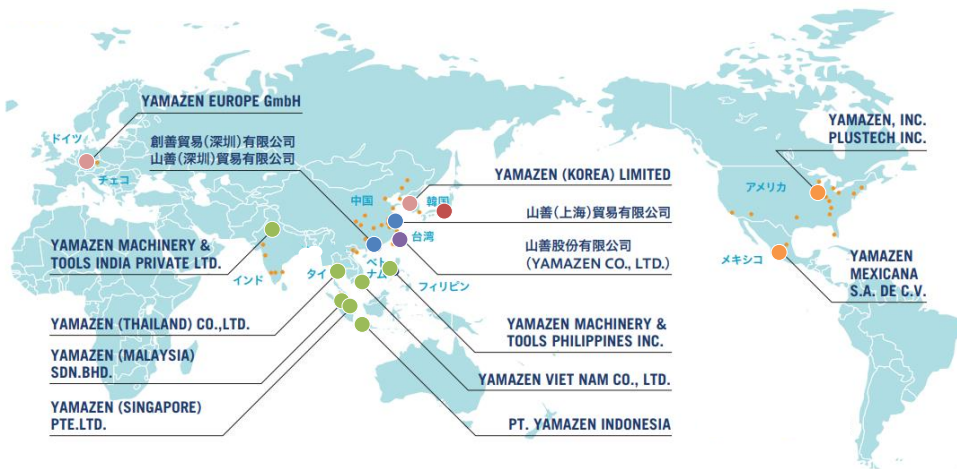 YAMAZEN EUROPE GmbH
ドイツ
チェコ
創善貿易(深圳)有限公司
山善(深圳)貿易有限公司
中国
韓国
YAMAZEN (KOREA) LIMITED
山善(上海)貿易有限公司
台湾
山善股份有限公司
(YAMAZEN CO., LTD.)
YAMAZEN MACHINERY &
TOOLS INDIA PRIVATE LTD.
インド
タイ
ベト
ナム
フィリピン
YAMAZEN (THAILAND) CO.,LTD.
YAMAZEN (MALAYSIA)
SDN.BHD.
YAMAZEN (SINGAPORE)
PTE.LTD.
YAMAZEN MACHINERY &
TOOLS PHILIPPINES INC.
YAMAZEN VIET NAM CO., LTD.
PT. YAMAZEN INDONESIA
YAMAZEN, INC.
PLUSTECH INC.
アメリカ
メキシコ
YAMAZEN
MEXICANA
S.A. DE C.V.